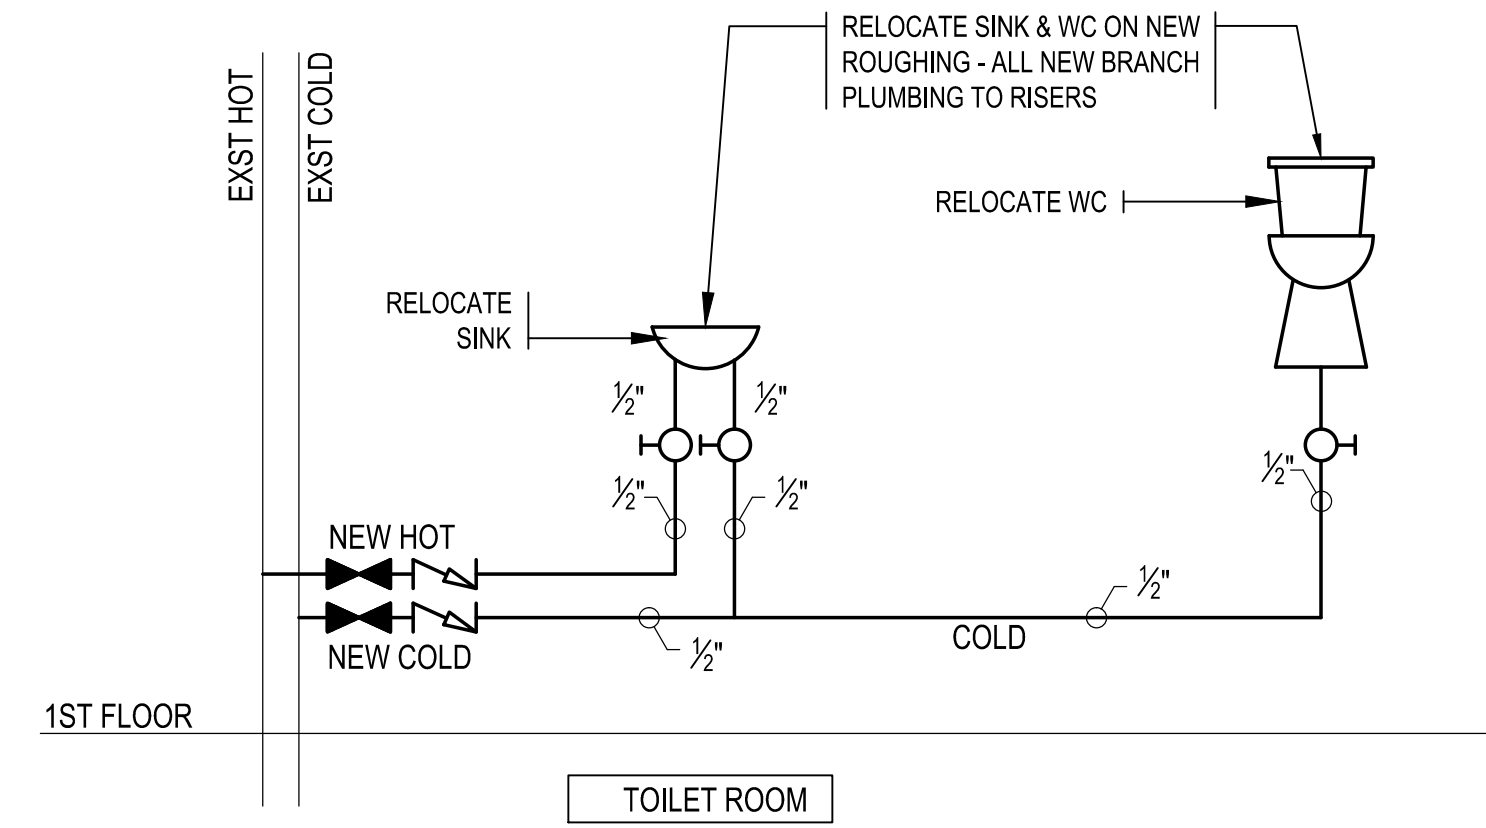 RELOCATE SINK & WC ON NEW
ROUGHING - ALL NEW BRANCH
PLUMBING TO RISERS
EXST HOT
EXST COLD
RELOCATE WC
RELOCATE
SINK
½"
½"
½"
½"
½"
NEW HOT
½"
COLD
NEW COLD
½"
1ST FLOOR
TOILET ROOM